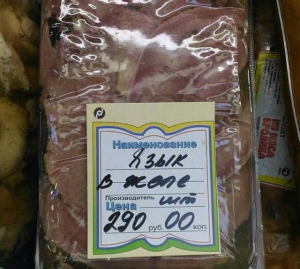 Наименование
Язык
в желе
Производитель шт
Цена
290 руб. 00 коп.